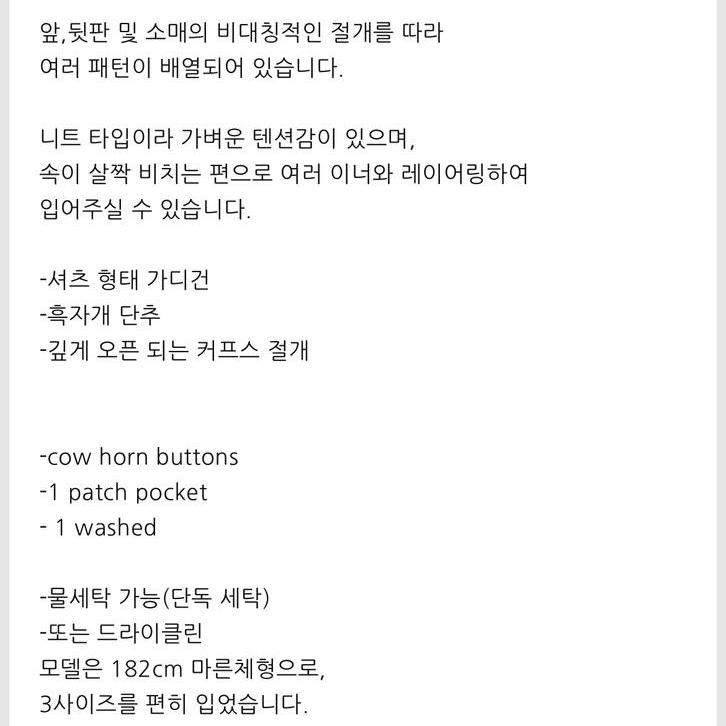 앞,뒷판 및 소매의 비대칭적인 절개를 따라
여러 패턴이 배열되어 있습니다.
니트 타입이라 가벼운 텐션감이 있으며,
속이 살짝 비치는 편으로 여러 이너와 레이어링하여
입어주실 수 있습니다.
-셔츠 형태 가디건
-흑자개 단추
-깊게 오픈 되는 커프스 절개
-cow horn buttons
-1 patch pocket
- 1 washed
-물세탁 가능(단독 세탁)
-또는 드라이클린
모델은 182cm 마른체형으로,
3사이즈를 편히 입었습니다.